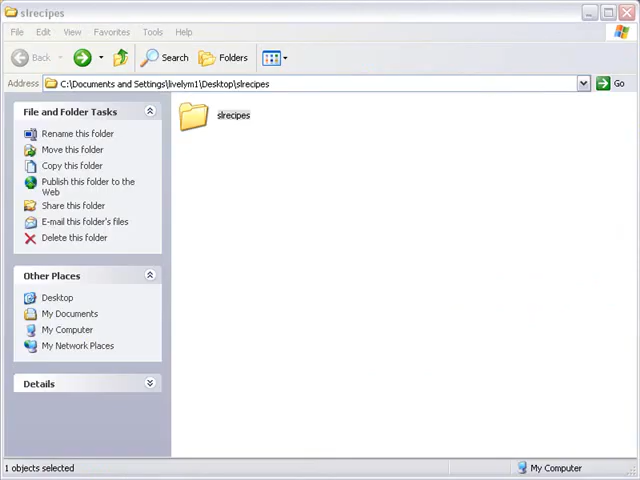 slrecipes
File Edit View Favorites Tools Help
Back Search Folders
Address C:\Documents and Settings\livelym1\Desktop\slrecipes Go
File and Folder Tasks
Rename this folder
Move this folder
Copy this folder
Publish this folder to the
Web
Share this folder
E-mail this folder's files
Delete this folder
Other Places
Desktop
My Documents
My Computer
My Network Places
Details
slrecipes
1 objects selected
My Computer